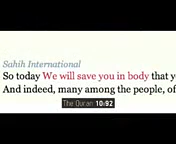 Sahih International
So today We will save you in body that yo
And indeed, many among the people, of
The Quran 10:92